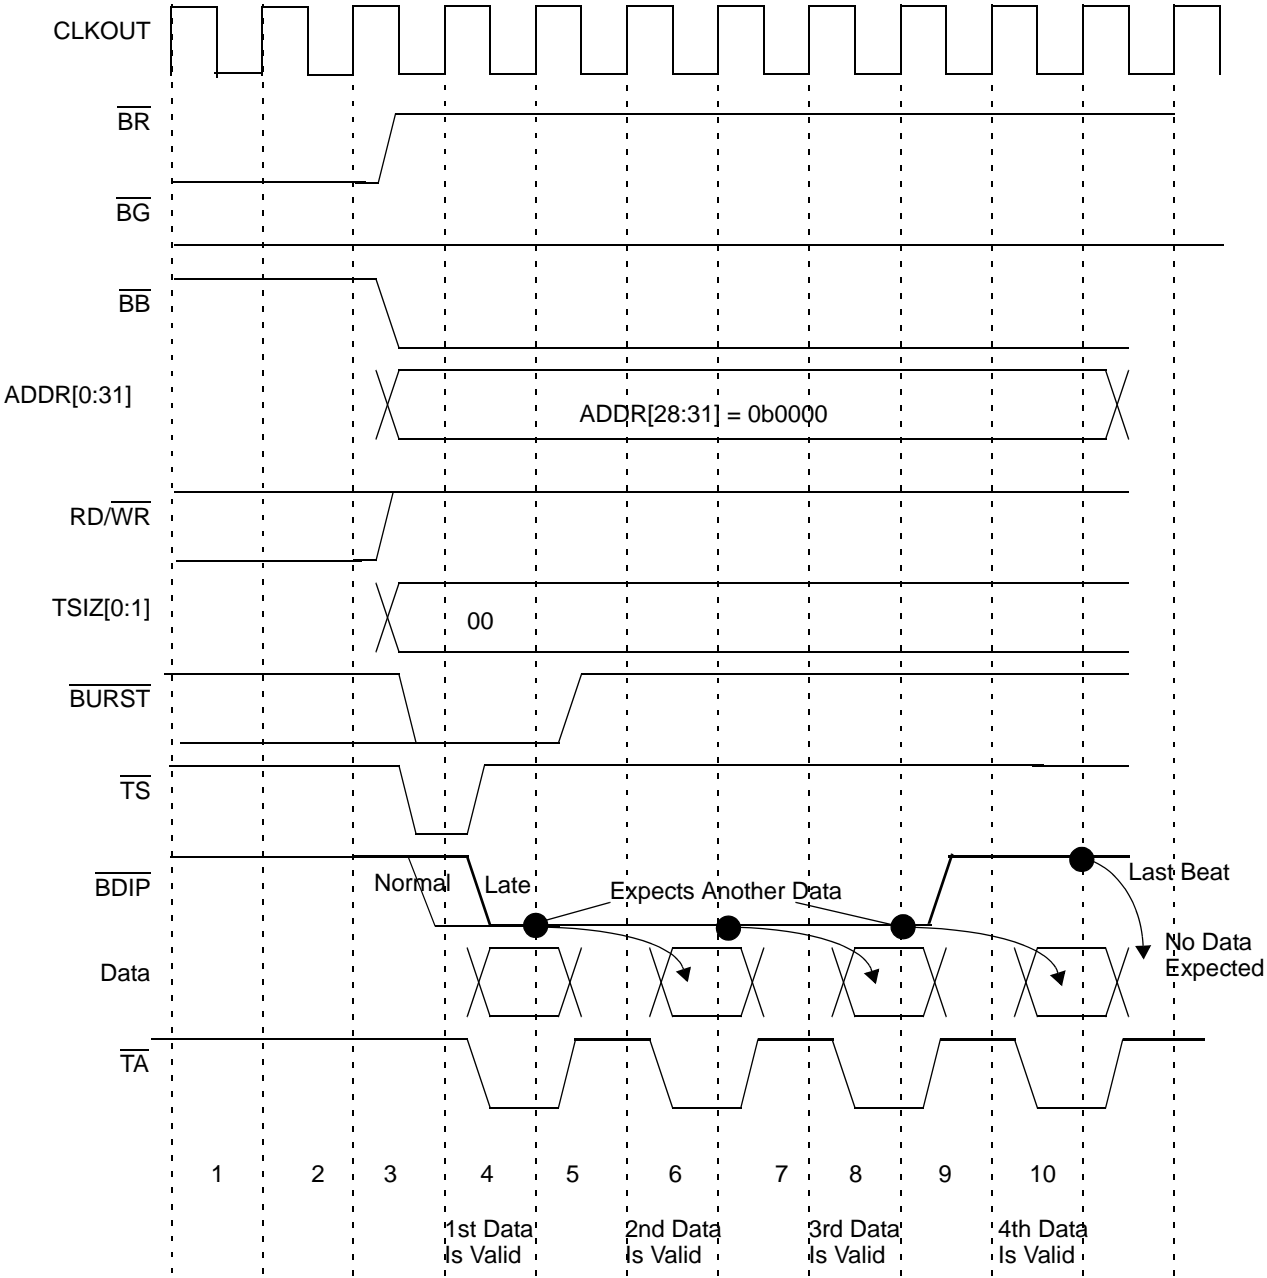 CLKOUT
BR
BG
BB
ADDR[0:31]
ADDR[28:31] = 0b0000
RD/WR
TSIZ[0:1]
00
BURST
TS
BDIP
Normal
Late
Expects Another Data
Last Beat
Data
No Data
Expected
TA
1 2 3 4 5 6 7 8 9 10
1st Data
Is Valid
2nd Data
Is Valid
3rd Data
Is Valid
4th Data
Is Valid